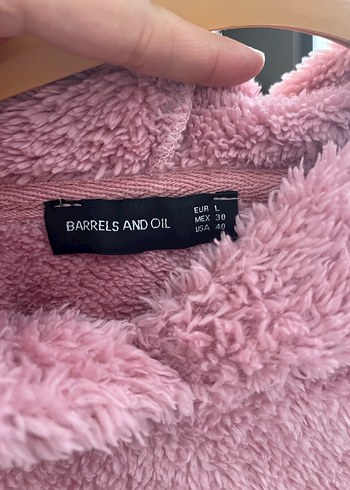 BARRELS AND OIL
EUR L
MEX 30
USA 40